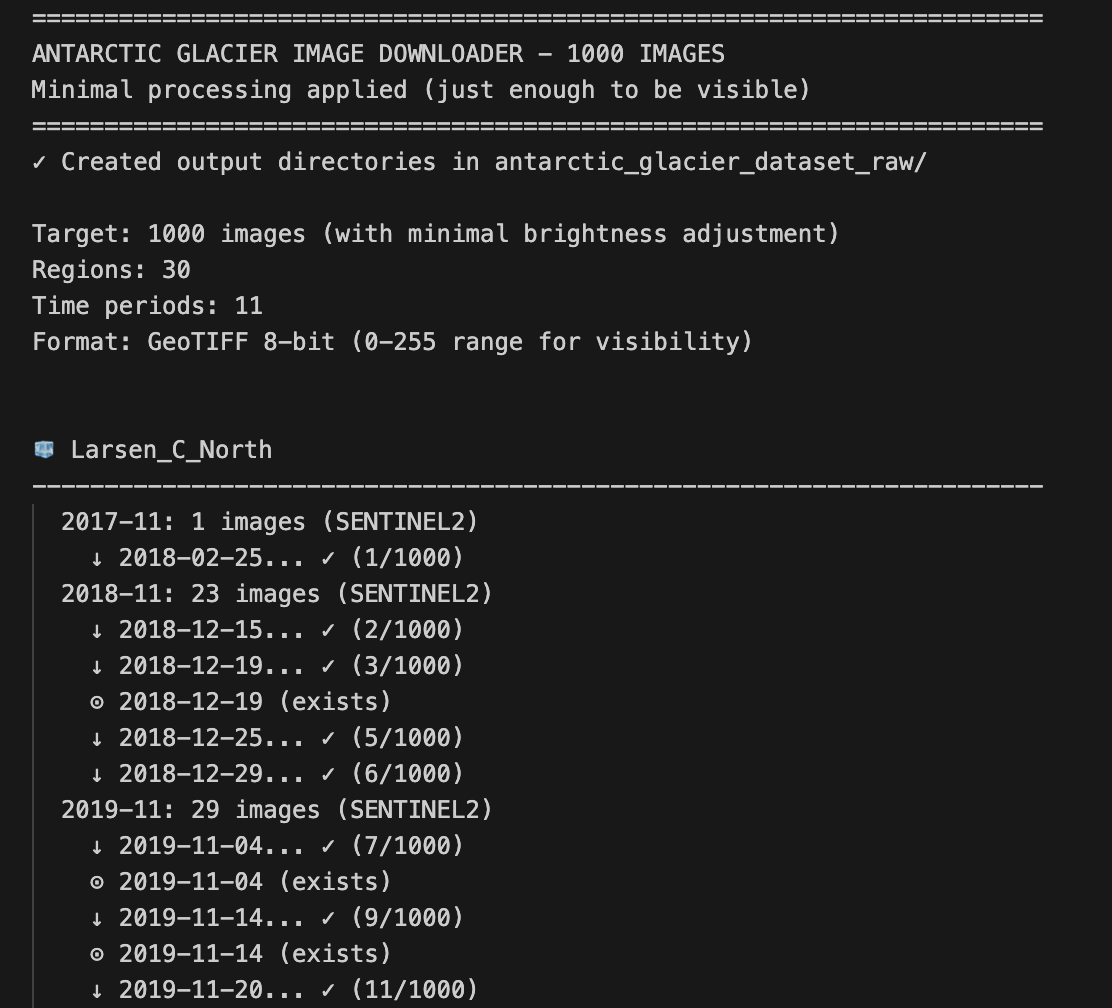 ======================================================================
ANTARCTIC GLACIER IMAGE DOWNLOADER - 1000 IMAGES
Minimal processing applied (just enough to be visible)
======================================================================
✓ Created output directories in antarctic_glacier_dataset_raw/
Target: 1000 images (with minimal brightness adjustment)
Regions: 30
Time periods: 11
Format: GeoTIFF 8-bit (0-255 range for visibility)
🧊 Larsen_C_North
----------------------------------------------------------------------
2017-11: 1 images (SENTINEL2)
↓ 2018-02-25... ✓ (1/1000)
2018-11: 23 images (SENTINEL2)
↓ 2018-12-15... ✓ (2/1000)
↓ 2018-12-19... ✓ (3/1000)
⊙ 2018-12-19 (exists)
↓ 2018-12-25... ✓ (5/1000)
↓ 2018-12-29... ✓ (6/1000)
2019-11: 29 images (SENTINEL2)
↓ 2019-11-04... ✓ (7/1000)
⊙ 2019-11-04 (exists)
↓ 2019-11-14... ✓ (9/1000)
⊙ 2019-11-14 (exists)
↓ 2019-11-20... ✓ (11/1000)